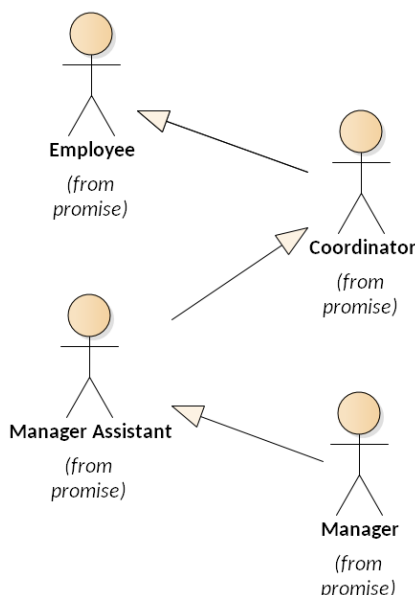 Employee
(from
promise)
Coordinator
(from
promise)
Manager Assistant
(from
promise)
Manager
(from
promise)